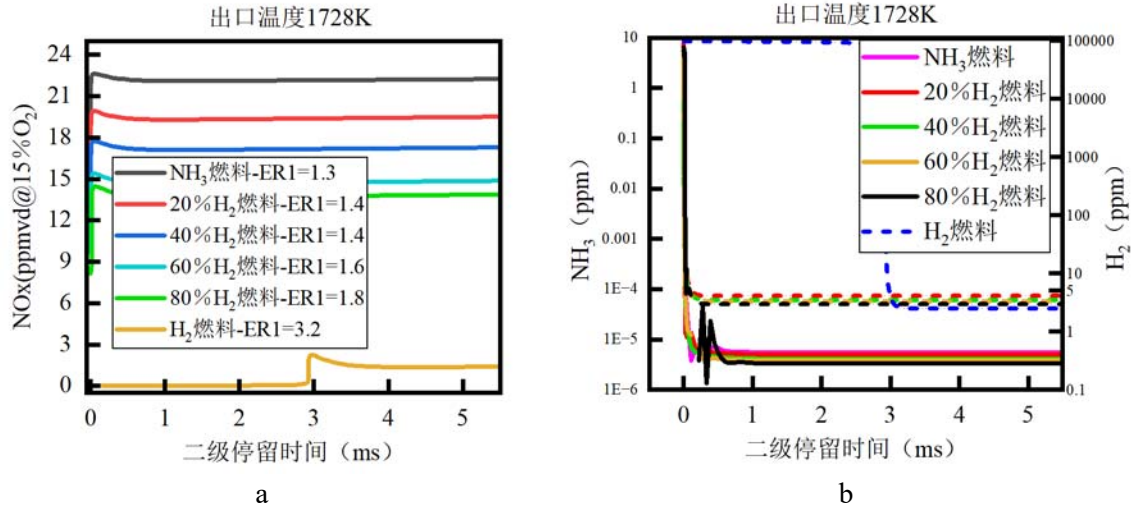 出口温度1728K
24
21
18
15
12
9
6
3
0
NOx(ppmvd@15%O₂)
NH₃燃料-ER1=1.3
20%H₂燃料-ER1=1.4
40%H₂燃料-ER1=1.4
60%H₂燃料-ER1=1.6
80%H₂燃料-ER1=1.8
H₂燃料-ER1=3.2
0 1 2 3 4 5
二级停留时间（ms）
a
出口温度1728K
10
1
0.1
0.01
0.001
1E-4
1E-5
1E-6
NH₃（ppm）
NH₃燃料
20%H₂燃料
40%H₂燃料
60%H₂燃料
80%H₂燃料
H₂燃料
100000
10000
1000
100
10
5
1
0.1
H₂（ppm）
0 1 2 3 4 5
二级停留时间（ms）
b